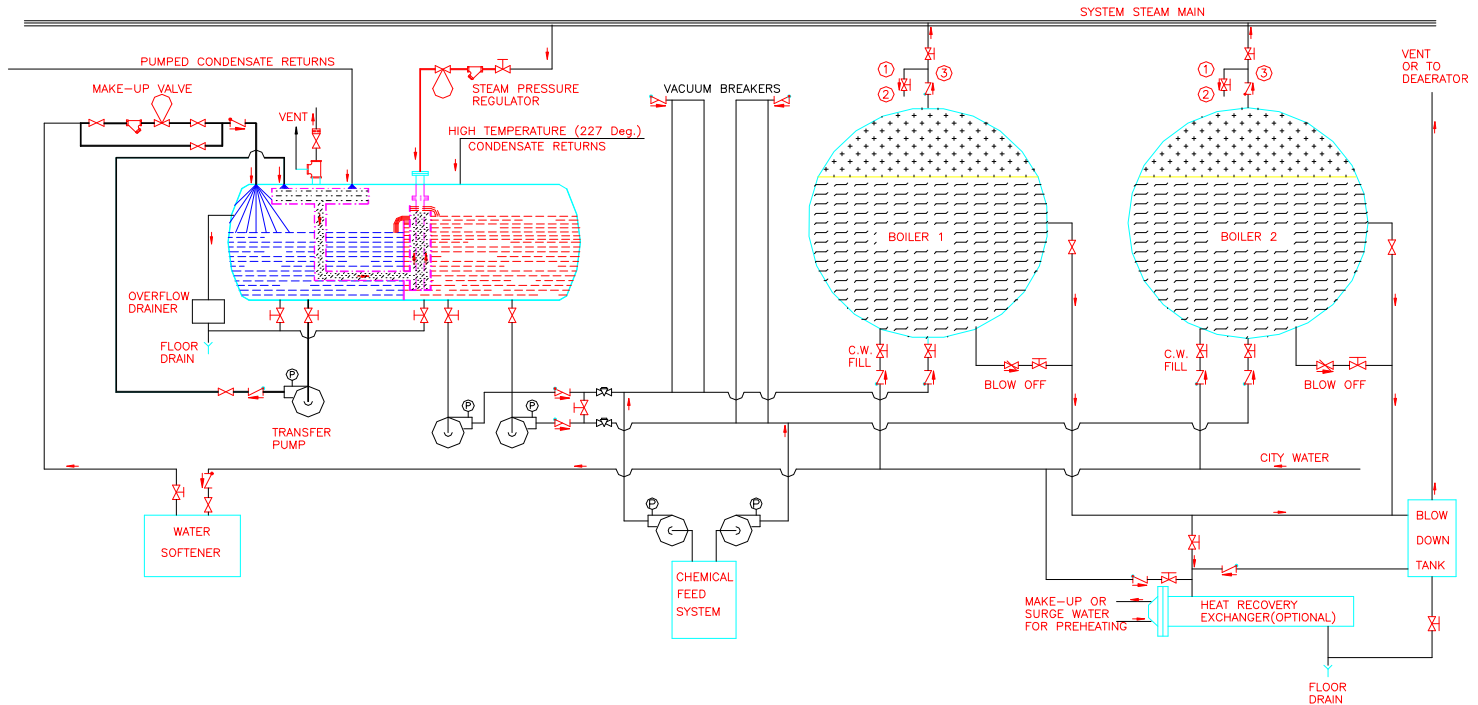 SYSTEM STEAM MAIN
PUMPED CONDENSATE RETURNS
MAKE-UP VALVE
VENT
STEAM PRESSURE
REGULATOR
VACUUM BREAKERS
HIGH TEMPERATURE (227 Deg.)
CONDENSATE RETURNS
1
2
3
1
2
3
VENT
OR TO
DEAERATOR
BOILER 1
BOILER 2
OVERFLOW
DRAINER
FLOOR
DRAIN
P
TRANSFER
PUMP
P
P
C.W.
FILL
BLOW OFF
C.W.
FILL
BLOW OFF
CITY WATER
WATER
SOFTENER
P
P
CHEMICAL
FEED
SYSTEM
BLOW
DOWN
TANK
MAKE-UP OR
SURGE WATER
FOR PREHEATING
HEAT RECOVERY
EXCHANGER(OPTIONAL)
FLOOR
DRAIN